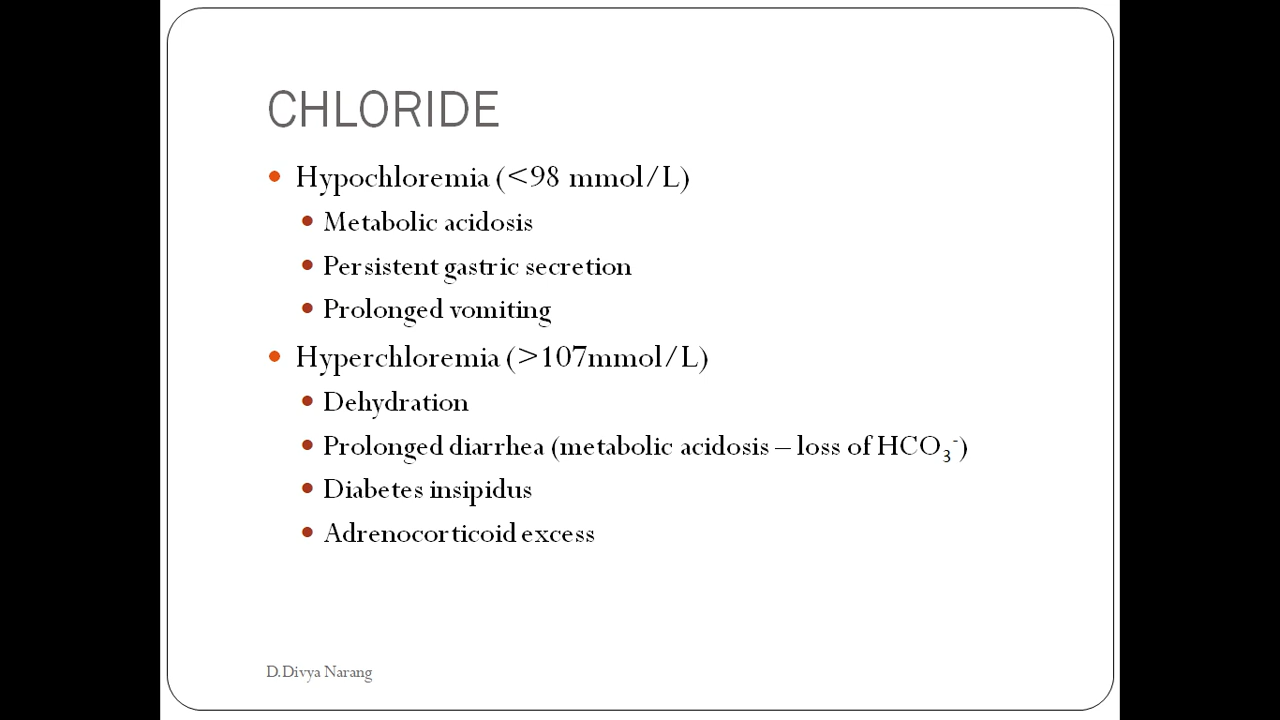 CHLORIDE
Hypochloremia (<98 mmol/L)
Metabolic acidosis
Persistent gastric secretion
Prolonged vomiting
Hyperchloremia (>107mmol/L)
Dehydration
Prolonged diarrhea (metabolic acidosis – loss of HCO₃⁻)
Diabetes insipidus
Adrenocorticoid excess
D.Divya Narang